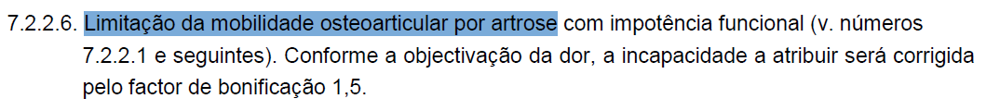 7.2.2.6. Limitação da mobilidade osteoarticular por artrose com impotência funcional (v. números
7.2.2.1 e seguintes). Conforme a objectivação da dor, a incapacidade a atribuir será corrigida
pelo factor de bonificação 1,5.